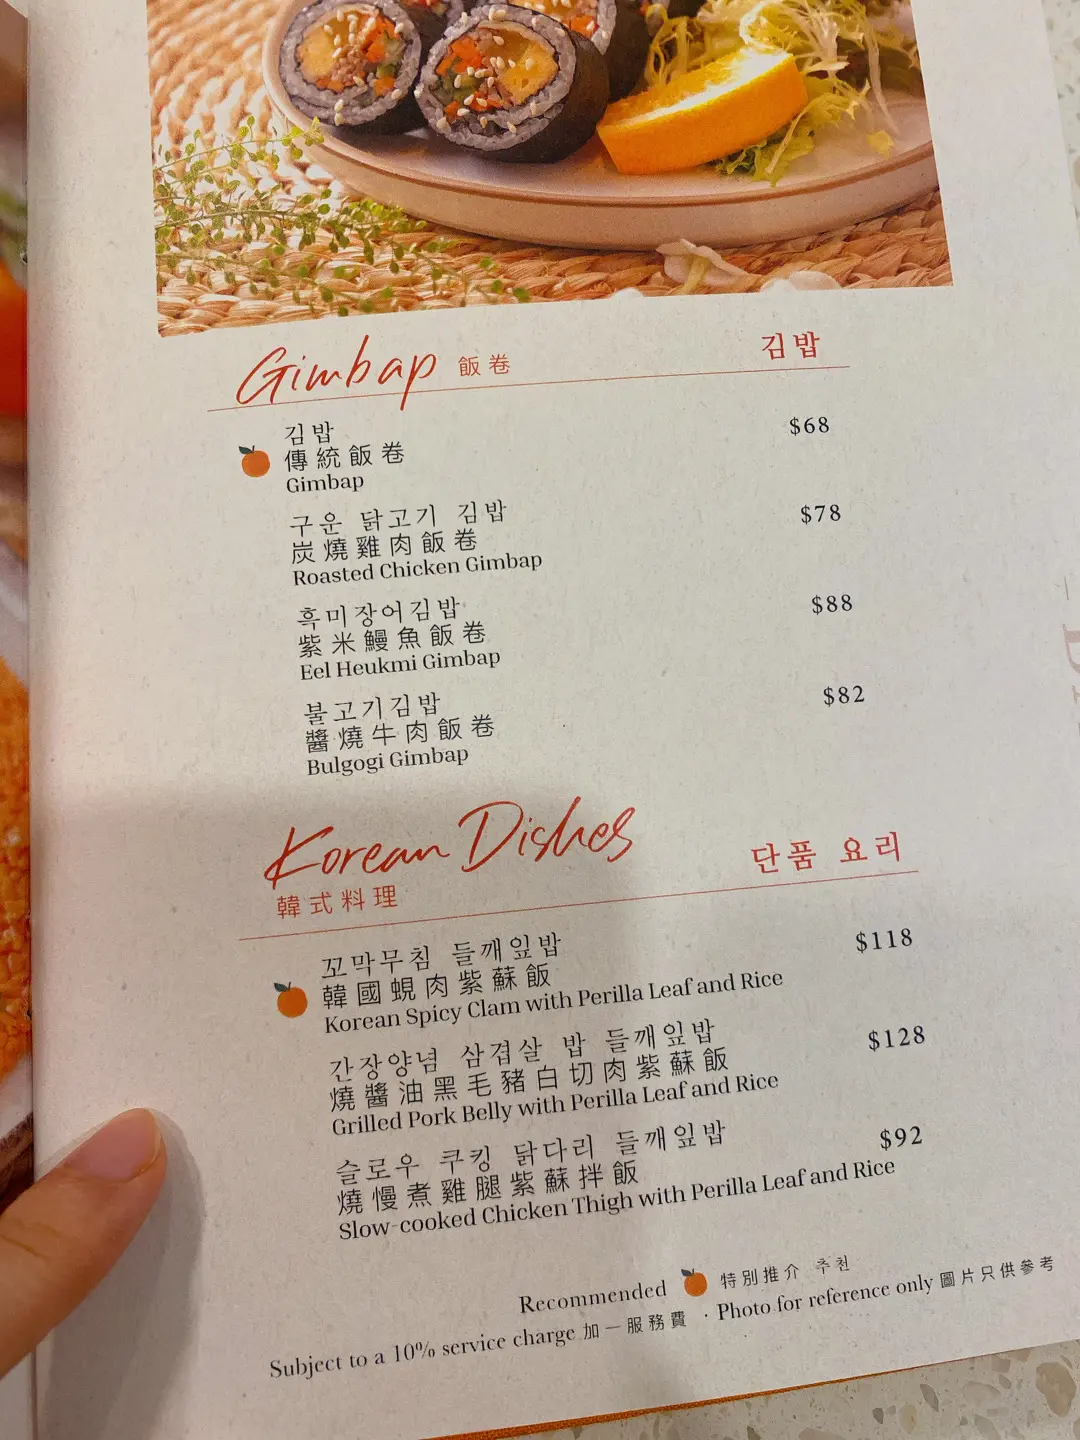 Gimbap 飯卷 김밥
김밥 $68
傳統飯卷
Gimbap
구운 닭고기 김밥 $78
炭燒雞肉飯卷
Roasted Chicken Gimbap
흑미장어김밥 $88
紫米鰻魚飯卷
Eel Heukmi Gimbap
불고기김밥 $82
醬燒牛肉飯卷
Bulgogi Gimbap
Korean Dishes 단품 요리
韓式料理
꼬막무침 들깨잎밥 $118
韓國蜆肉紫蘇飯
Korean Spicy Clam with Perilla Leaf and Rice
간장양념 삼겹살 밥 들깨잎밥 $128
燒醬油黑毛豬白切肉紫蘇飯
Grilled Pork Belly with Perilla Leaf and Rice
슬로우 쿠킹 닭다리 들깨잎밥 $92
燒慢煮雞腿紫蘇拌飯
Slow-cooked Chicken Thigh with Perilla Leaf and Rice
Recommended 特別推介 추천
Subject to a 10% service charge 加一服務費 · Photo for reference only 圖片只供參考